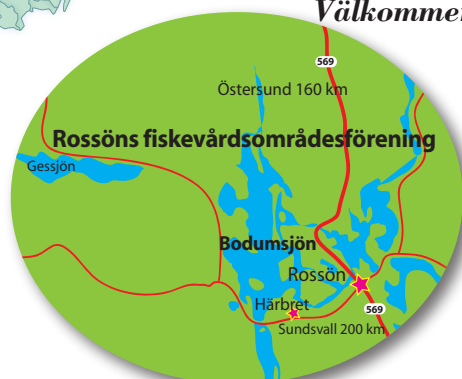 Välkommen
569
Östersund 160 km
Rossöns fiskevårdsområdesförening
Gessjön
Bodumsjön
Rossön
Härbret
569
Sundsvall 200 km